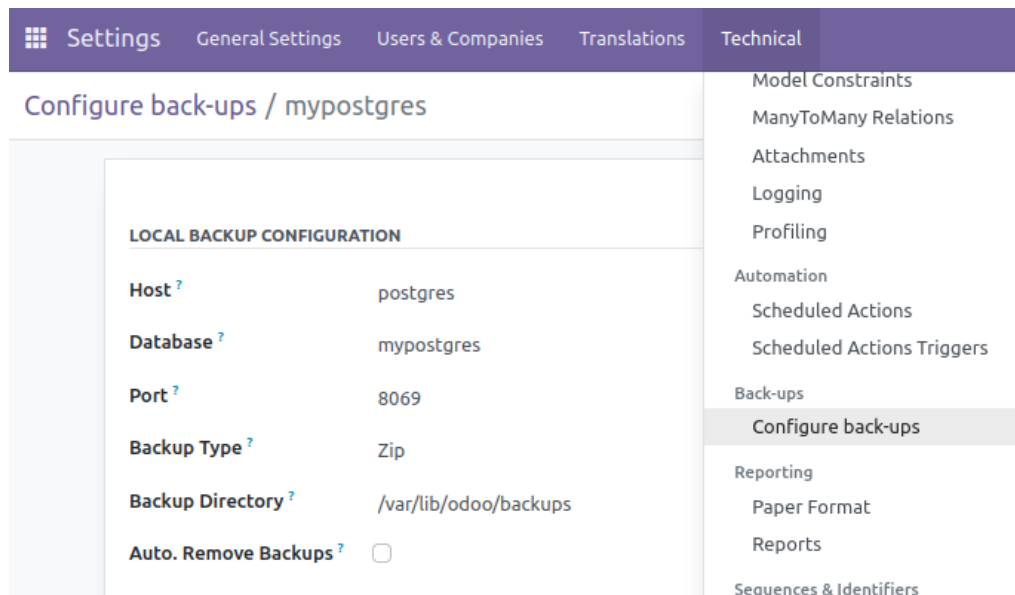 Settings General Settings Users & Companies Translations Technical
Configure back-ups / mypostgres
LOCAL BACKUP CONFIGURATION
Host ? postgres
Database ? mypostgres
Port ? 8069
Backup Type ? Zip
Backup Directory ? /var/lib/odoo/backups
Auto. Remove Backups ?
Model Constraints
ManyToMany Relations
Attachments
Logging
Profiling
Automation
Scheduled Actions
Scheduled Actions Triggers
Back-ups
Configure back-ups
Reporting
Paper Format
Reports
Sequences & Identifiers